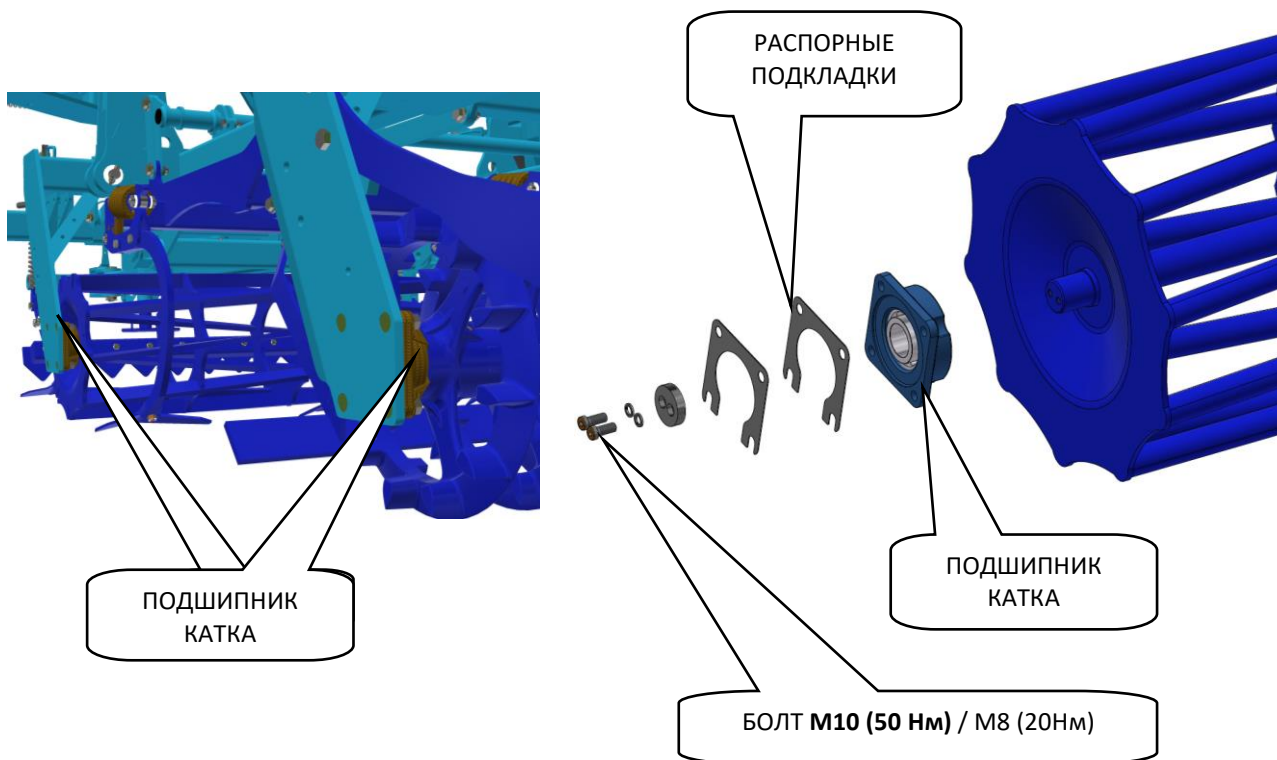 РАСПОРНЫЕ
ПОДКЛАДКИ
ПОДШИПНИК
КАТКА
ПОДШИПНИК
КАТКА
БОЛТ М10 (50 Нм) / М8 (20Нм)